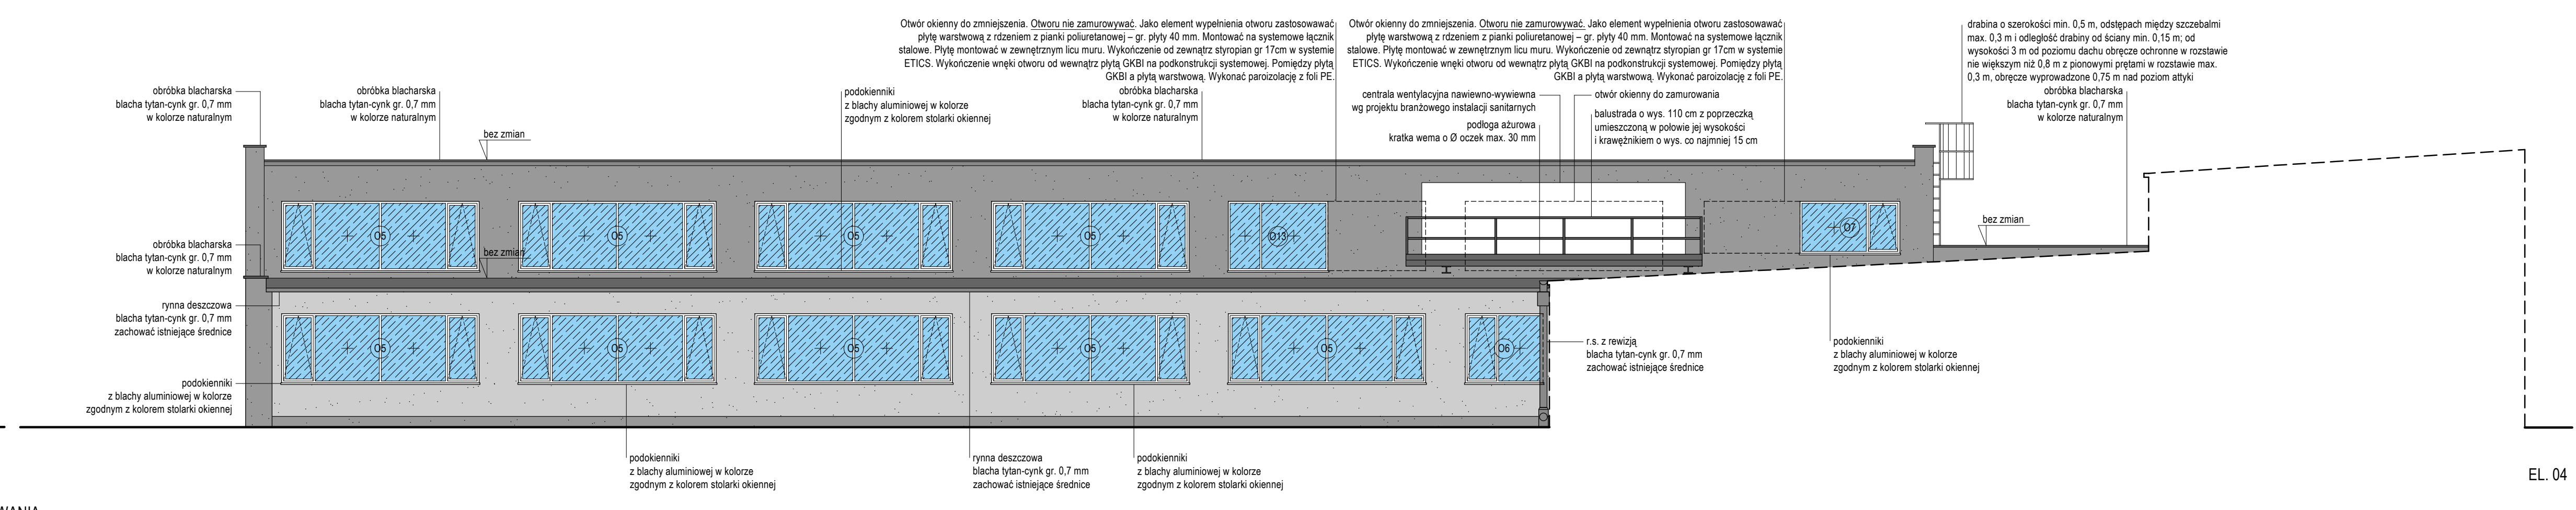 Otwór okienny do zmniejszenia. Otworu nie zamurowywać. Jako element wypełnienia otworu zastosowawać
płytę warstwową z rdzeniem z pianki poliuretanowej – gr. płyty 40 mm. Montować na systemowe łącznik
stalowe. Płytę montować w zewnętrznym licu muru. Wykończenie od zewnątrz styropian gr 17cm w systemie
ETICS. Wykończenie wnęki otworu od wewnątrz płytą GKBI na podkonstrukcji systemowej. Pomiędzy płytą
GKBI a płytą warstwową. Wykonać paroizolację z foli PE.
Otwór okienny do zmniejszenia. Otworu nie zamurowywać. Jako element wypełnienia otworu zastosowawać
płytę warstwową z rdzeniem z pianki poliuretanowej – gr. płyty 40 mm. Montować na systemowe łącznik
stalowe. Płytę montować w zewnętrznym licu muru. Wykończenie od zewnątrz styropian gr 17cm w systemie
ETICS. Wykończenie wnęki otworu od wewnątrz płytą GKBI na podkonstrukcji systemowej. Pomiędzy płytą
GKBI a płytą warstwową. Wykonać paroizolację z foli PE.
drabina o szerokości min. 0,5 m, odstępach między szczebalmi
max. 0,3 m i odległość drabiny od ściany min. 0,15 m; od
wysokości 3 m od poziomu dachu obręcze ochronne w rozstawie
nie większym niż 0,8 m z pionowymi prętami w rozstawie max.
0,3 m, obręcze wyprowadzone 0,75 m nad poziom attyki
obróbka blacharska
blacha tytan-cynk gr. 0,7 mm
w kolorze naturalnym
obróbka blacharska
blacha tytan-cynk gr. 0,7 mm
w kolorze naturalnym
podokienniki
z blachy aluminiowej w kolorze
zgodnym z kolorem stolarki okiennej
obróbka blacharska
blacha tytan-cynk gr. 0,7 mm
w kolorze naturalnym
centrala wentylacyjna nawiewno-wywiewna
wg projektu branżowego instalacji sanitarnych
podłoga ażurowa
kratka wema o Ø oczek max. 30 mm
otwór okienny do zamurowania
balustrada o wys. 110 cm z poprzeczką
umieszczoną w połowie jej wysokości
i krawężnikiem o wys. co najmniej 15 cm
obróbka blacharska
blacha tytan-cynk gr. 0,7 mm
w kolorze naturalnym
bez zmian
O5
O5
O5
O5
O13
O7
bez zmian
obróbka blacharska
blacha tytan-cynk gr. 0,7 mm
w kolorze naturalnym
bez zmian
rynna deszczowa
blacha tytan-cynk gr. 0,7 mm
zachować istniejące średnice
O5
O5
O5
O5
O5
O6
r.s. z rewizją
blacha tytan-cynk gr. 0,7 mm
zachować istniejące średnice
podokienniki
z blachy aluminiowej w kolorze
zgodnym z kolorem stolarki okiennej
podokienniki
z blachy aluminiowej w kolorze
zgodnym z kolorem stolarki okiennej
podokienniki
z blachy aluminiowej w kolorze
zgodnym z kolorem stolarki okiennej
rynna deszczowa
blacha tytan-cynk gr. 0,7 mm
zachować istniejące średnice
podokienniki
z blachy aluminiowej w kolorze
zgodnym z kolorem stolarki okiennej
EL. 04